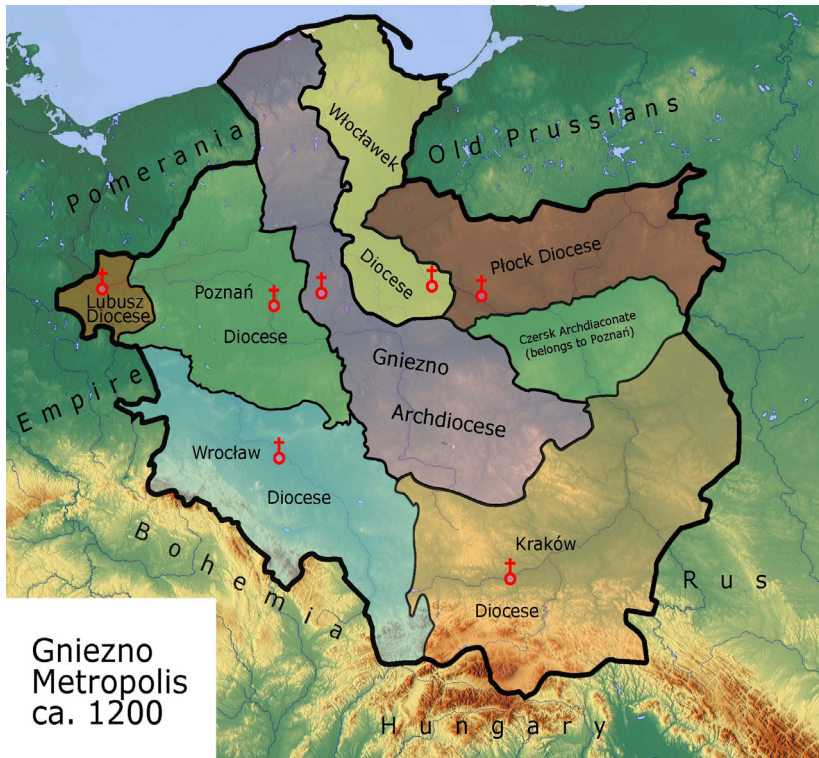 Pomerania
Włocławek
Old Prussians
Diocese
Płock Diocese
Lubusz
Diocese
Poznań
Diocese
Czersk Archdiaconate
(belongs to Poznań)
Gniezno
Archdiocese
Empire
Wrocław
Diocese
Bohemia
Kraków
Diocese
Rus
Hungary
Gniezno
Metropolis
ca. 1200